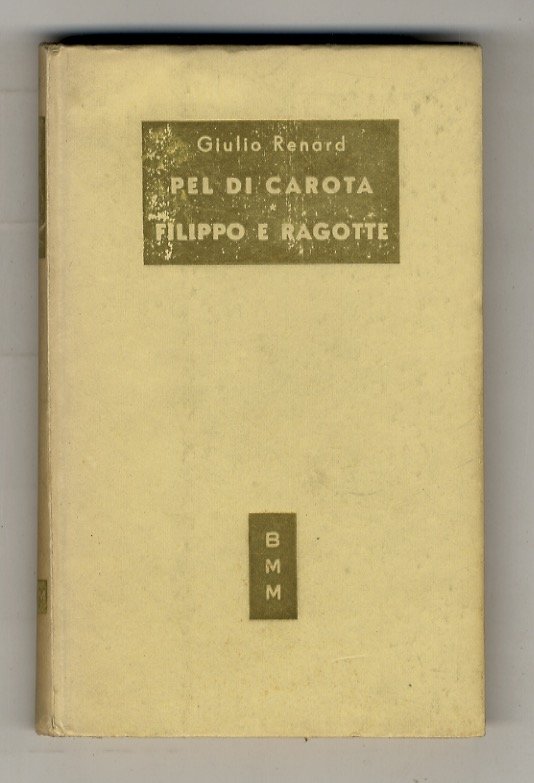 Giulio Renard
PEL DI CAROTA
FILIPPO E RAGOTTE
B
M
M